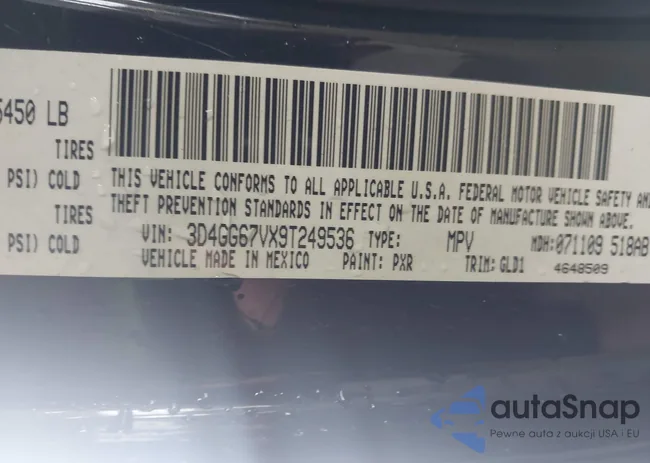 5450 LB
TIRES
PSI) COLD
TIRES
PSI) COLD
THIS VEHICLE CONFORMS TO ALL APPLICABLE U.S.A. FEDERAL MOTOR VEHICLE SAFETY AND
THEFT PREVENTION STANDARDS IN EFFECT ON THE DATE OF MANUFACTURE SHOWN ABOVE.
VIN: 3D4GG67VX9T249536 TYPE: MPV MDH: 071109 518AB
VEHICLE MADE IN MEXICO PAINT: PXR TRIM: GLD1 4648509
autaSnap
Pewne auta z aukcji USA i EU